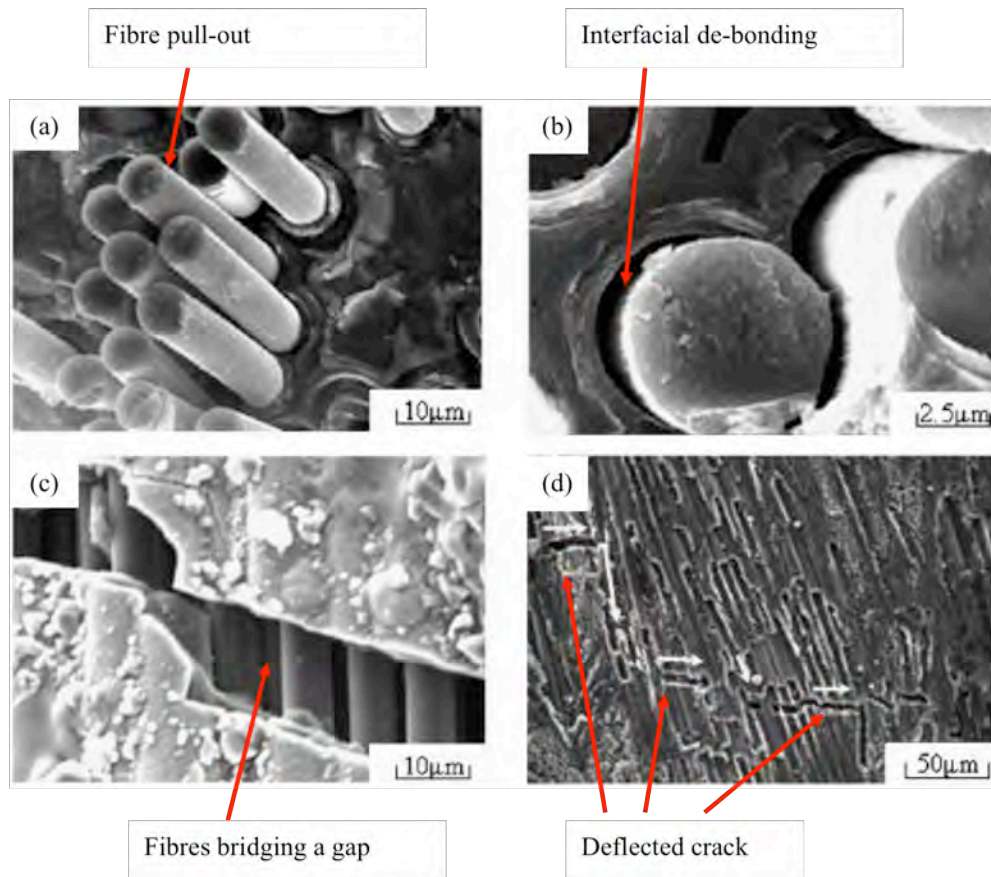 Fibre pull-out
Interfacial de-bonding
(a)
(b)
10µm
2.5µm
(c)
(d)
10µm
50µm
Fibres bridging a gap
Deflected crack